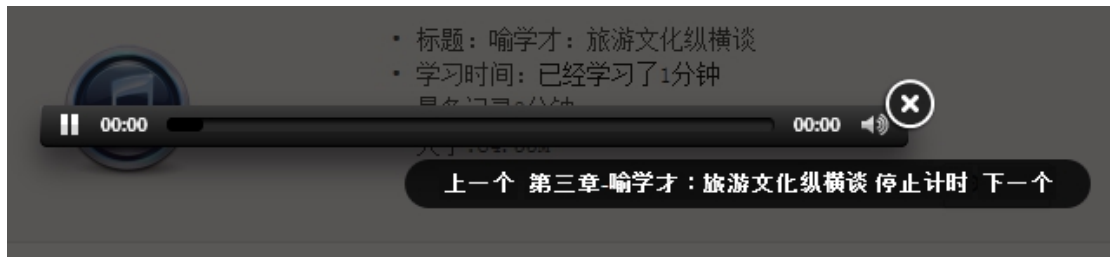 标题：喻学才：旅游文化纵横谈
学习时间：已经学习了1分钟
00:00
00:00
上一个 第三章-喻学才：旅游文化纵横谈 停止计时 下一个